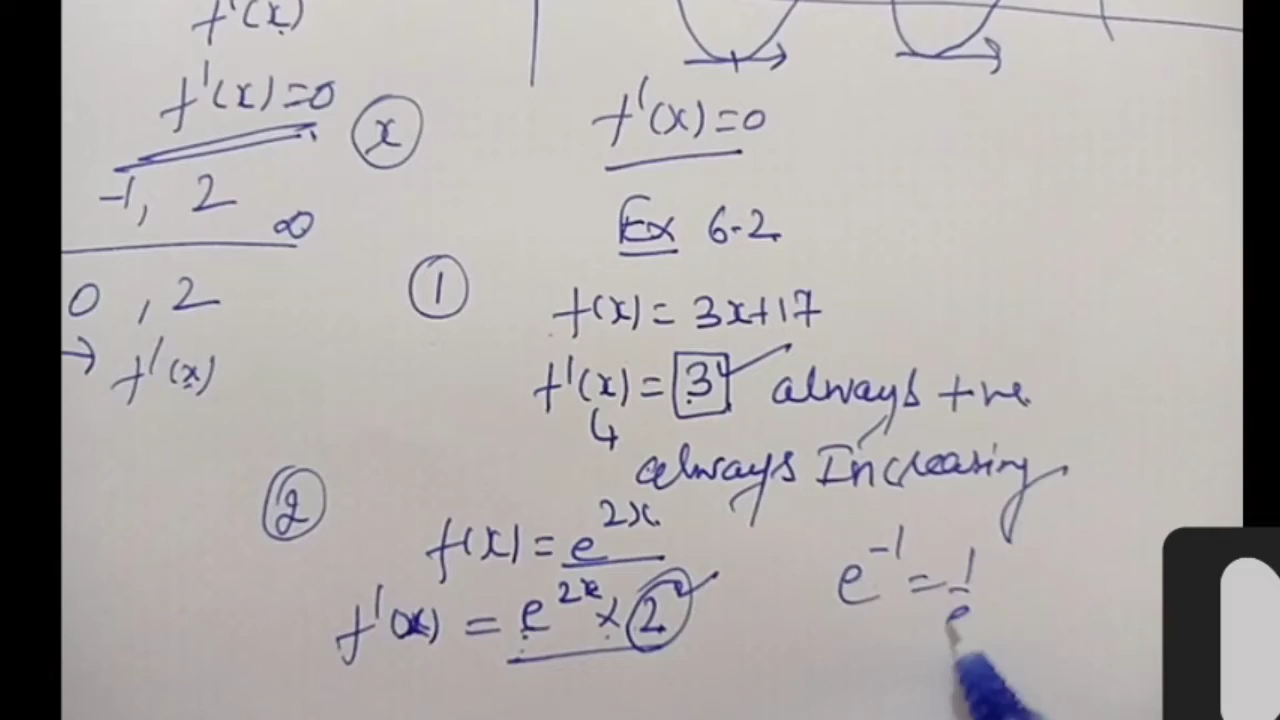 f'(x)
f'(x)=0
x
-1, 2
∞
0 , 2
→ f'(x)
f'(x)=0
Ex 6.2
① f(x) = 3x+17
f'(x) = 3 always +ve
↳ always Increasing
② f(x) = e^2x
f'(x) = e^2x × 2
e^-1 = 1/e